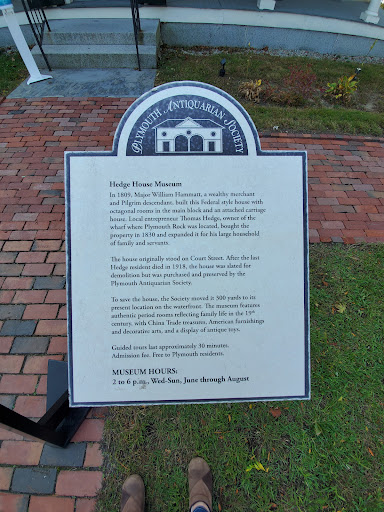 PLYMOUTH ANTIQUARIAN SOCIETY
Hedge House Museum
In 1809, Major William Hammatt, a wealthy merchant
and Pilgrim descendant, built this Federal style house with
octagonal rooms in the main block and an attached carriage
house. Local entrepreneur Thomas Hedge, owner of the
wharf where Plymouth Rock was located, bought the
property in 1830 and expanded it for his large household
of family and servants.
The house originally stood on Court Street. After the last
Hedge resident died in 1918, the house was slated for
demolition but was purchased and preserved by the
Plymouth Antiquarian Society.
To save the house, the Society moved it 300 yards to its
present location on the waterfront. The museum features
authentic period rooms reflecting family life in the 19th
century, with China Trade treasures, American furnishings
and decorative arts, and a display of antique toys.
Guided tours last approximately 30 minutes.
Admission fee. Free to Plymouth residents.
MUSEUM HOURS:
2 to 6 p.m., Wed-Sun, June through August